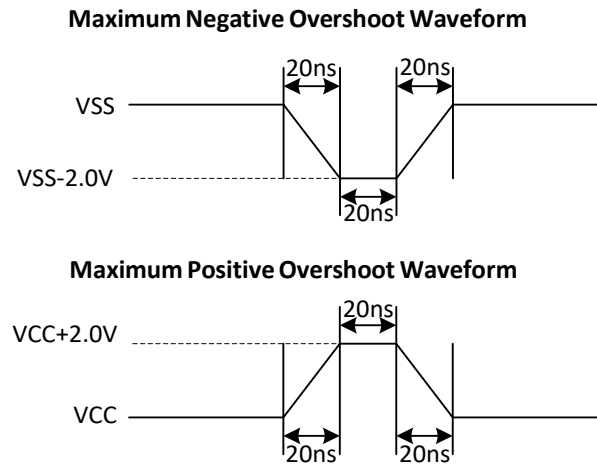 Maximum Negative Overshoot Waveform
20ns 20ns
VSS
VSS-2.0V
20ns
Maximum Positive Overshoot Waveform
20ns
VCC+2.0V
VCC
20ns 20ns